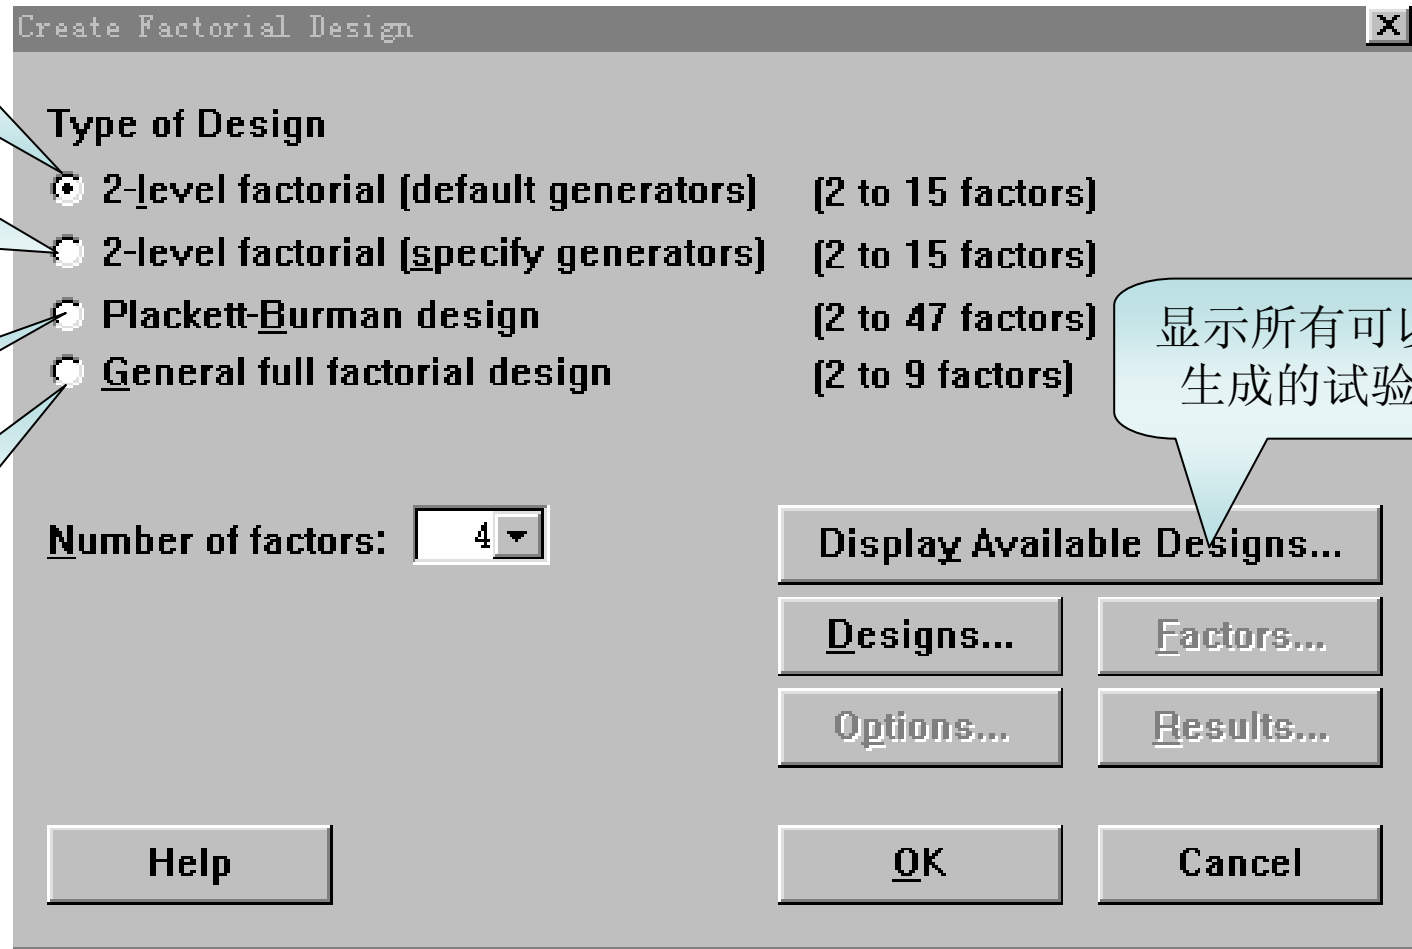 Create Factorial Design
Type of Design
2-level factorial (default generators) (2 to 15 factors)
2-level factorial (specify generators) (2 to 15 factors)
Plackett-Burman design (2 to 47 factors)
General full factorial design (2 to 9 factors)
显示所有可以
生成的试验
Number of factors: 4
Display Available Designs...
Designs... Factors...
Options... Results...
Help OK Cancel